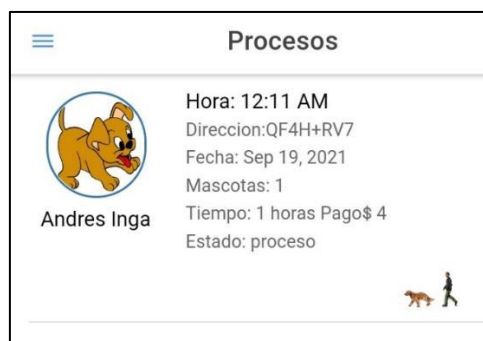 Procesos
Hora: 12:11 AM
Direccion:QF4H+RV7
Fecha: Sep 19, 2021
Mascotas: 1
Tiempo: 1 horas Pago$ 4
Estado: proceso
Andres Inga